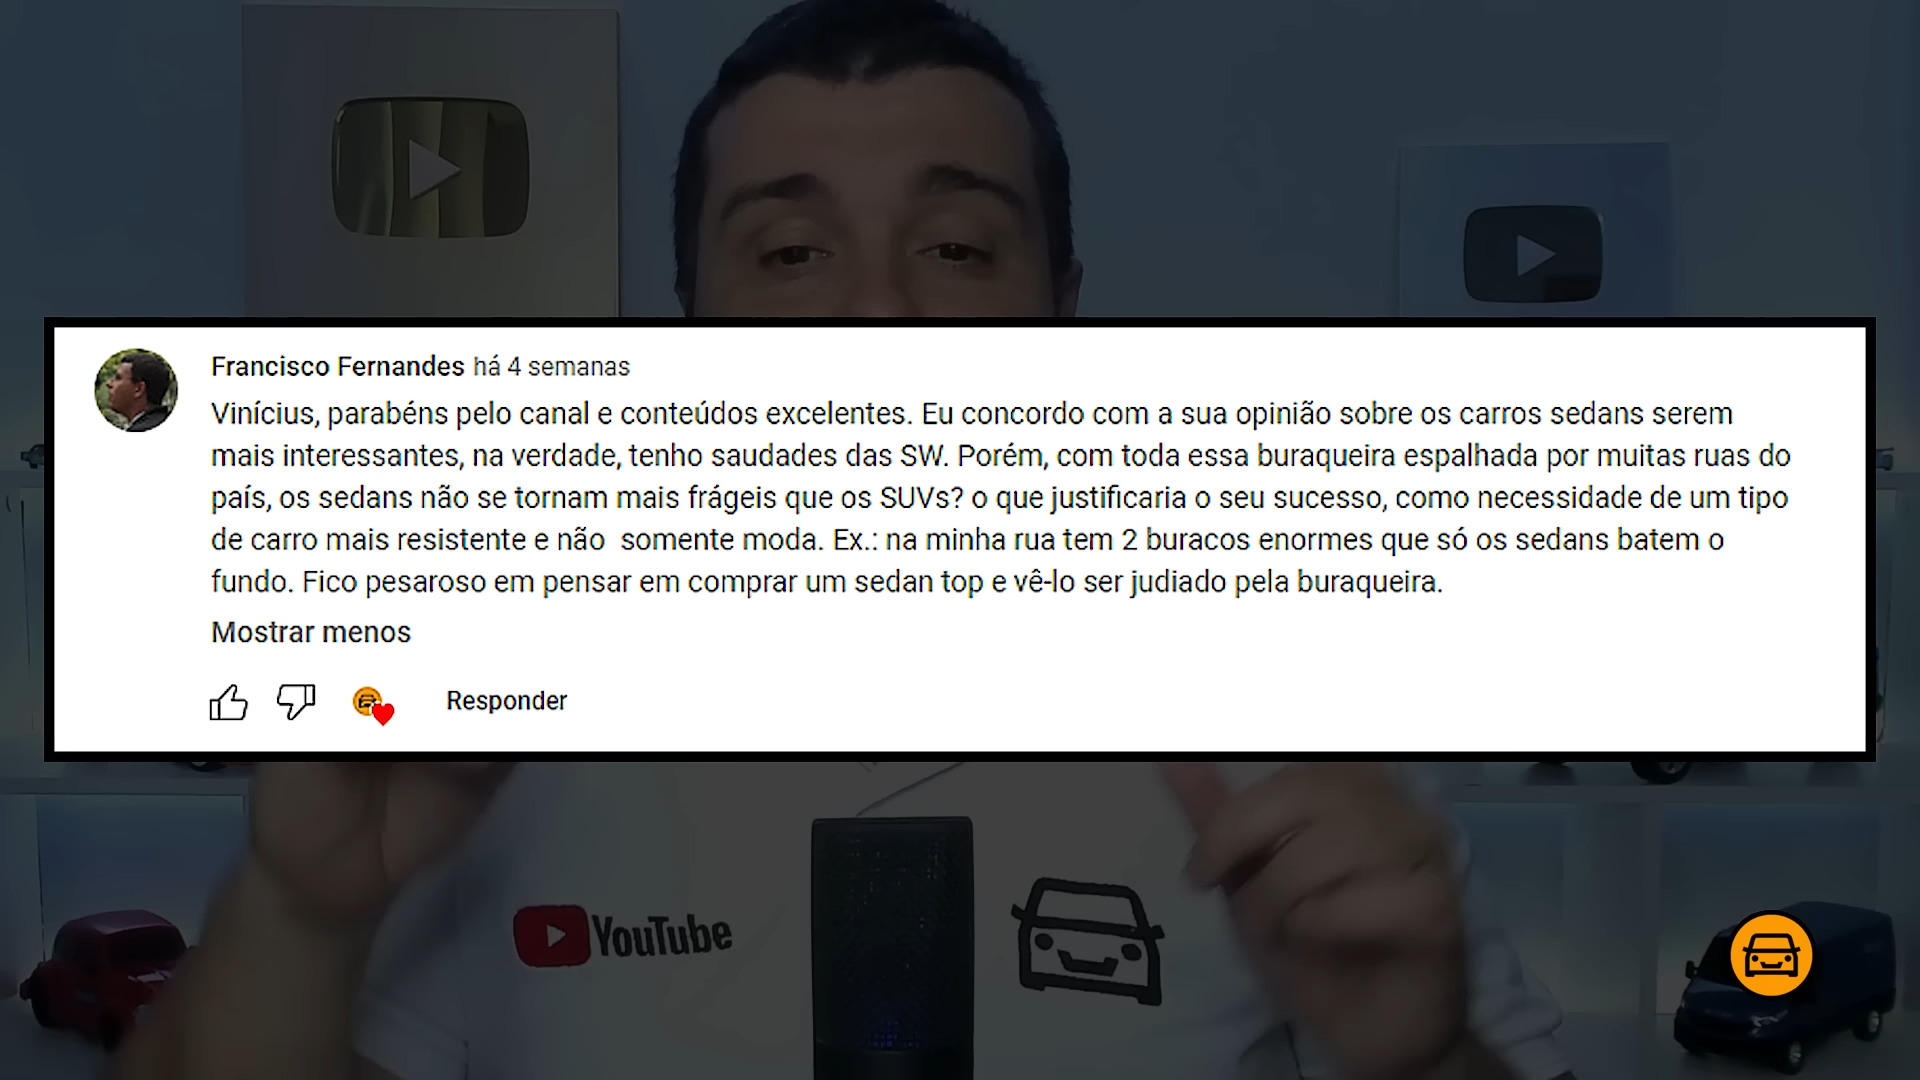 Francisco Fernandes há 4 semanas
Vinícius, parabéns pelo canal e conteúdos excelentes. Eu concordo com a sua opinião sobre os carros sedans serem
mais interessantes, na verdade, tenho saudades das SW. Porém, com toda essa buraqueira espalhada por muitas ruas do
país, os sedans não se tornam mais frágeis que os SUVs? o que justificaria o seu sucesso, como necessidade de um tipo
de carro mais resistente e não  somente moda. Ex.: na minha rua tem 2 buracos enormes que só os sedans batem o
fundo. Fico pesaroso em pensar em comprar um sedan top e vê-lo ser judiado pela buraqueira.
Mostrar menos
Responder
YouTube